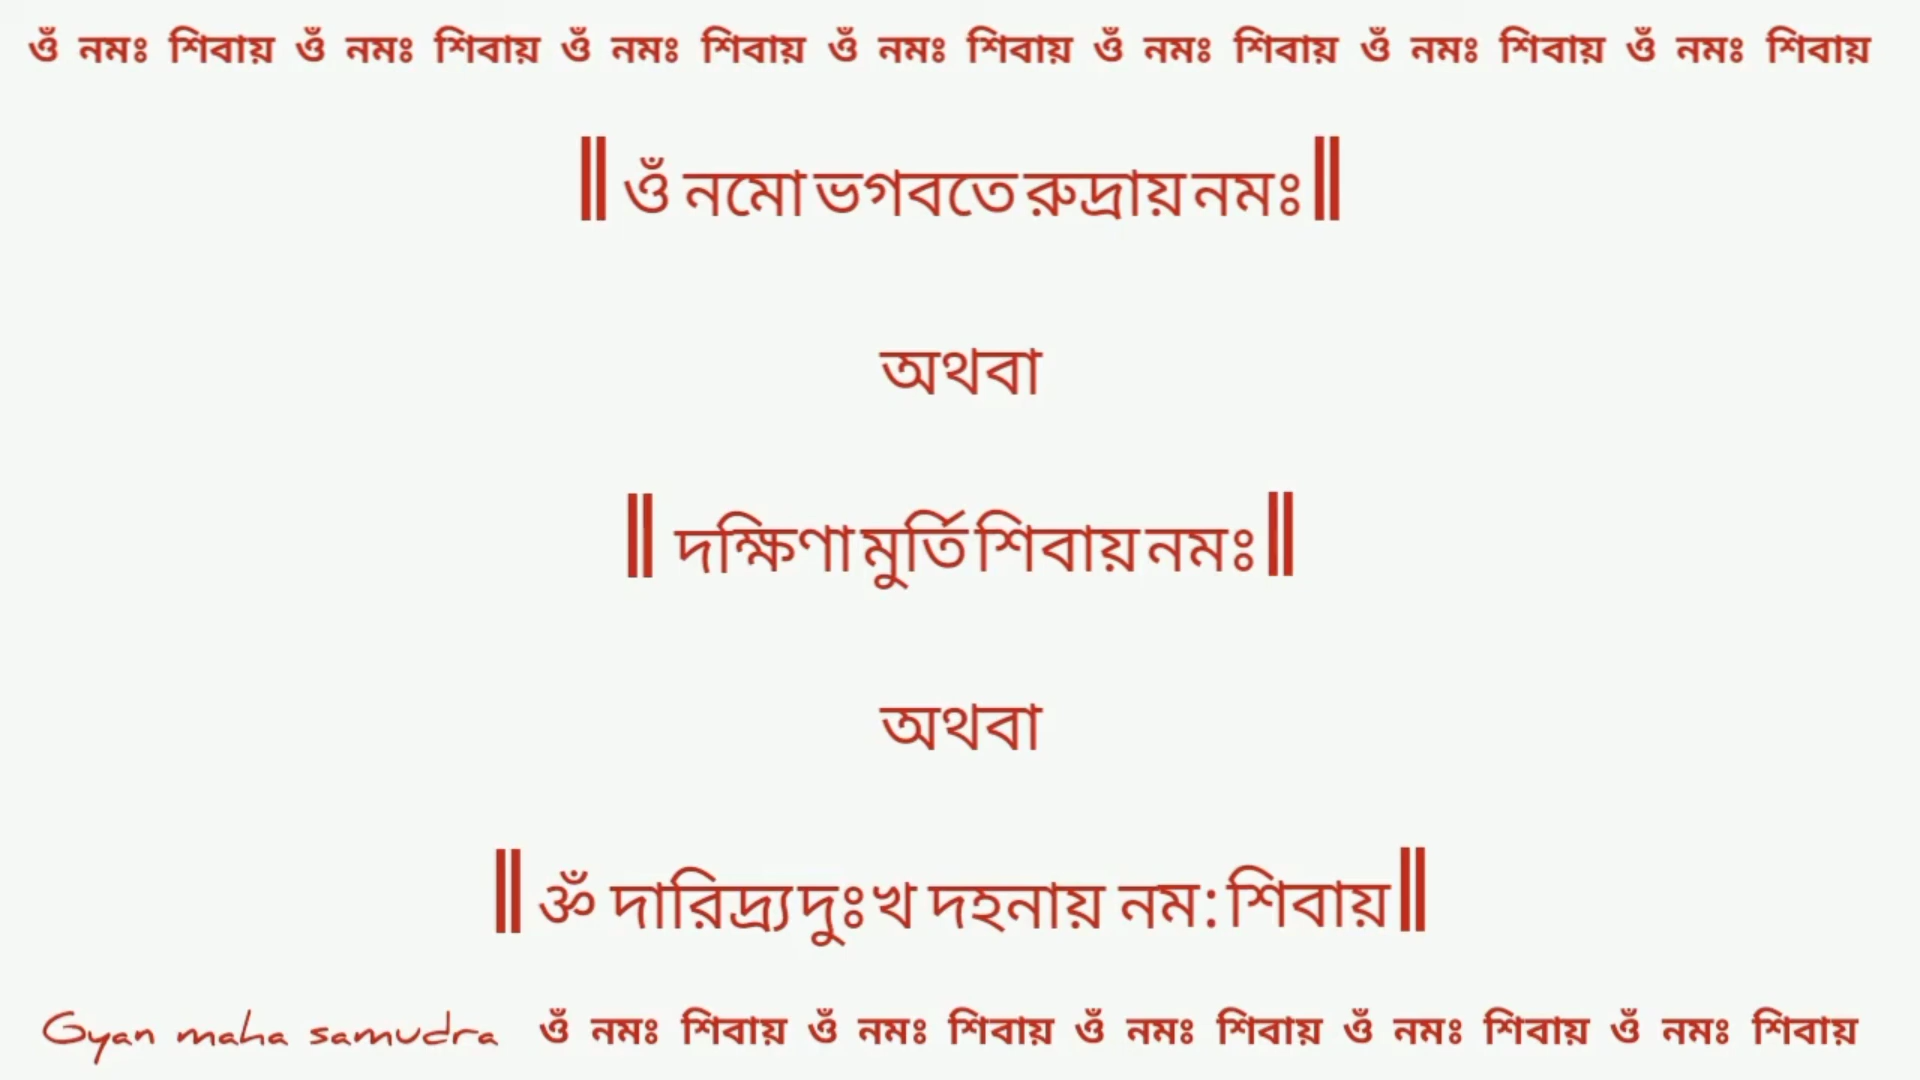 ওঁ নমঃ শিবায় ওঁ নমঃ শিবায় ওঁ নমঃ শিবায় ওঁ নমঃ শিবায় ওঁ নমঃ শিবায় ওঁ নমঃ শিবায় ওঁ নমঃ শিবায়
‖ ওঁ নমো ভগবতে রুদ্রায় নমঃ ‖
অথবা
‖ দক্ষিণা মুর্তি শিবায় নমঃ ‖
অথবা
‖ ॐ দারিদ্র্য দুঃখ দহনায় নম: শিবায় ‖
Gyan maha samudra ওঁ নমঃ শিবায় ওঁ নমঃ শিবায় ওঁ নমঃ শিবায় ওঁ নমঃ শিবায় ওঁ নমঃ শিবায়